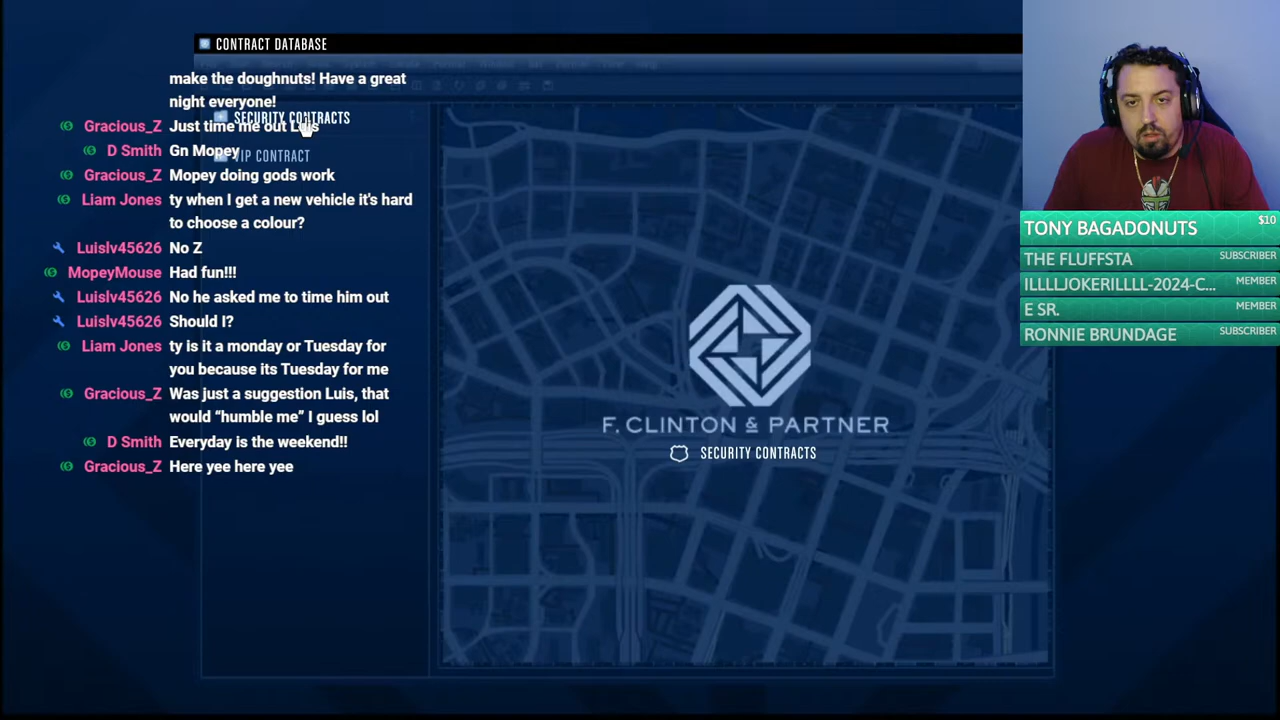 CONTRACT DATABASE
SECURITY CONTRACTS
VIP CONTRACT
make the doughnuts! Have a great
night everyone!
Gracious_Z Just time me out Luis
D Smith Gn Mopey
Gracious_Z Mopey doing gods work
Liam Jones ty when I get a new vehicle it's hard
to choose a colour?
Luislv45626 No Z
MopeyMouse Had fun!!!
Luislv45626 No he asked me to time him out
Luislv45626 Should I?
Liam Jones ty is it a monday or Tuesday for
you because its Tuesday for me
Gracious_Z Was just a suggestion Luis, that
would “humble me” I guess lol
D Smith Everyday is the weekend!!
Gracious_Z Here yee here yee
F. CLINTON & PARTNER
SECURITY CONTRACTS
TONY BAGADONUTS $10
THE FLUFFSTA SUBSCRIBER
ILLLLJOKERILLLL-2024-C... MEMBER
E SR. MEMBER
RONNIE BRUNDAGE SUBSCRIBER